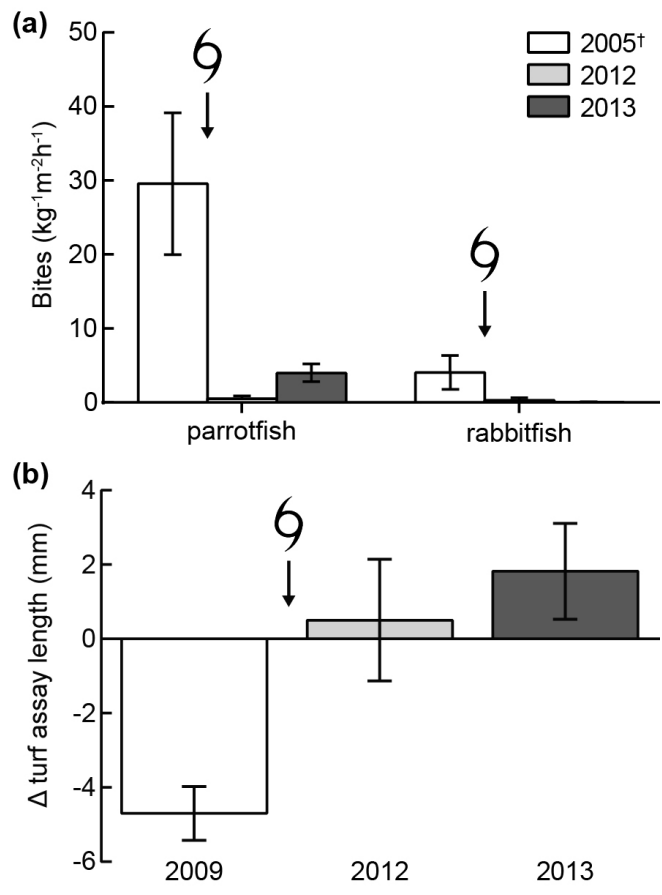 (a)
50
40
30
20
10
0
Bites (kg⁻¹m⁻²h⁻¹)
2005†
2012
2013
parrotfish rabbitfish
(b)
4
2
0
-2
-4
-6
Δ turf assay length (mm)
2009 2012 2013